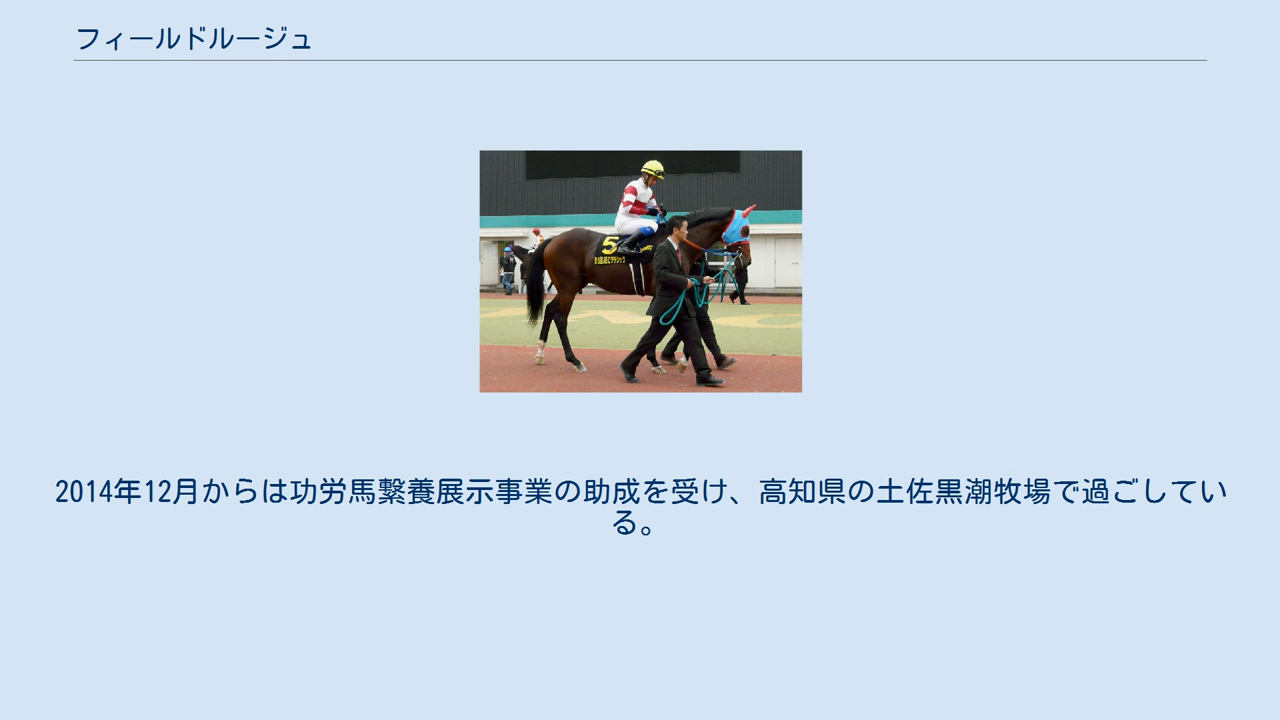 フィールドルージュ
5
2014年12月からは功労馬繋養展示事業の助成を受け、高知県の土佐黒潮牧場で過ごしてい
る。